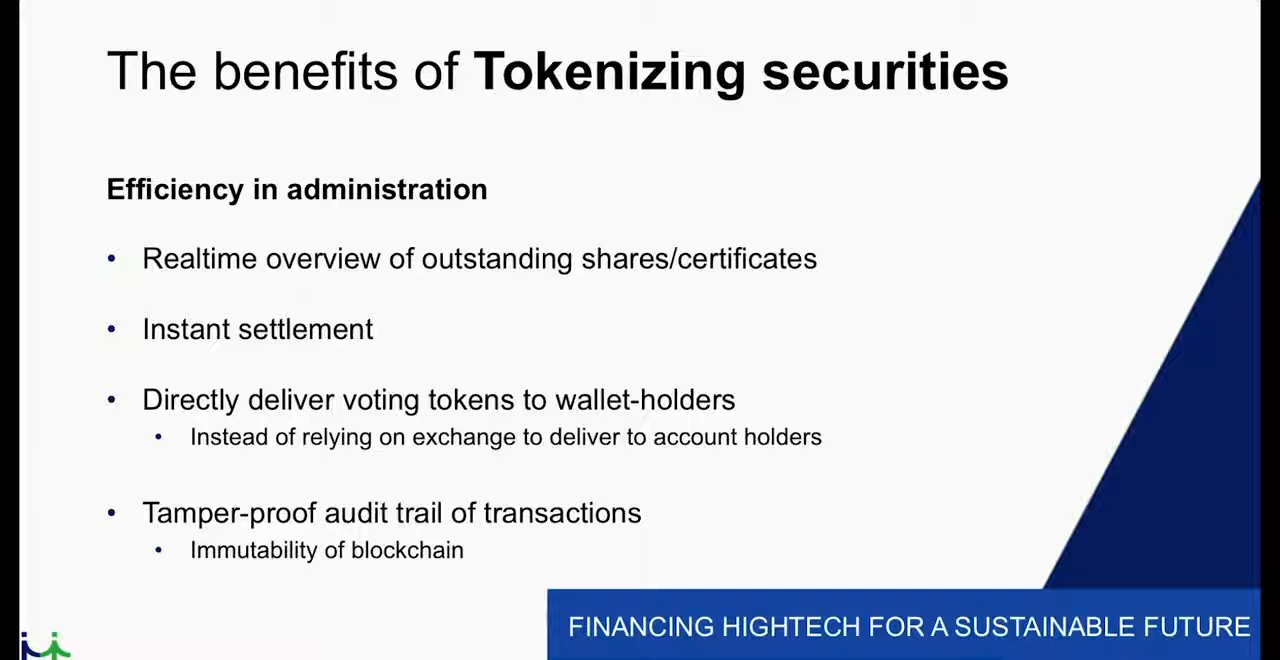 The benefits of Tokenizing securities
Efficiency in administration
• Realtime overview of outstanding shares/certificates
• Instant settlement
• Directly deliver voting tokens to wallet-holders
• Instead of relying on exchange to deliver to account holders
• Tamper-proof audit trail of transactions
• Immutability of blockchain
FINANCING HIGHTECH FOR A SUSTAINABLE FUTURE